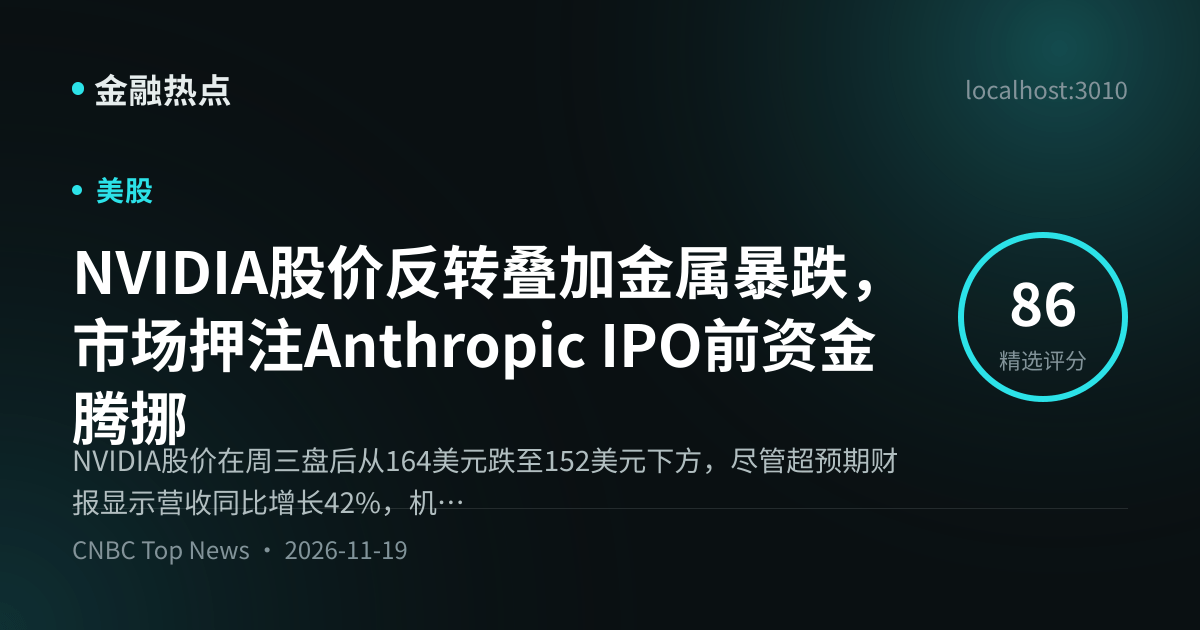 金融热点
localhost:3010
美股
NVIDIA股价反转叠加金属暴跌，
市场押注Anthropic IPO前资金
腾挪
86
精选评分
NVIDIA股价在周三盘后从164美元跌至152美元下方，尽管超预期财
报显示营收同比增长42%，机…
CNBC Top News · 2026-11-19